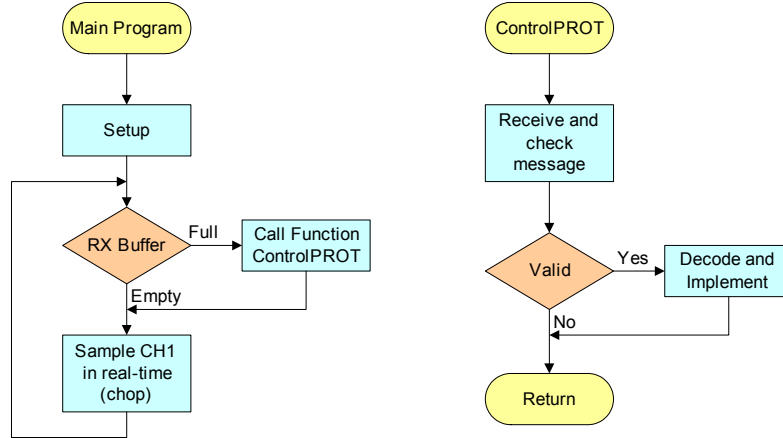 Main Program
Setup
RX Buffer
Full
Call Function
ControlPROT
Empty
Sample CH1
in real-time
(chop)
ControlPROT
Receive and
check
message
Valid
Yes
Decode and
Implement
No
Return